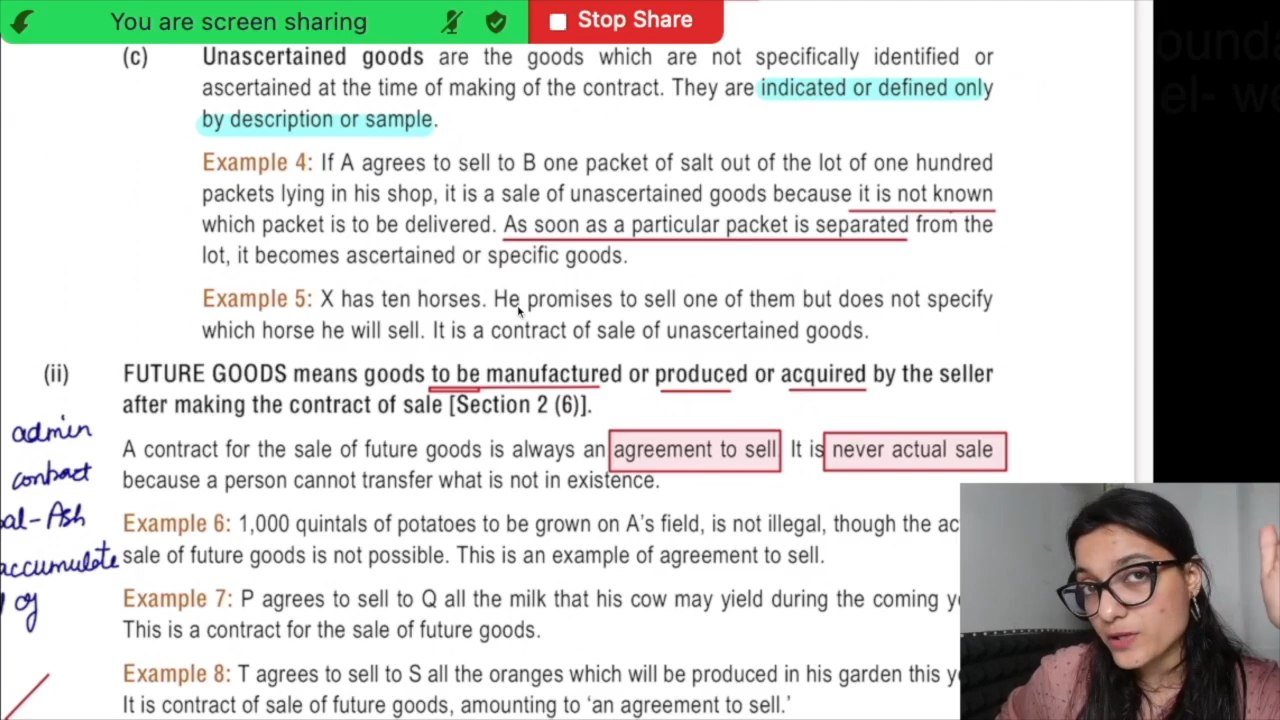 You are screen sharing
Stop Share
(c) Unascertained goods are the goods which are not specifically identified or
ascertained at the time of making of the contract. They are indicated or defined only
by description or sample.
Example 4: If A agrees to sell to B one packet of salt out of the lot of one hundred
packets lying in his shop, it is a sale of unascertained goods because it is not known
which packet is to be delivered. As soon as a particular packet is separated from the
lot, it becomes ascertained or specific goods.
Example 5: X has ten horses. He promises to sell one of them but does not specify
which horse he will sell. It is a contract of sale of unascertained goods.
(ii) FUTURE GOODS means goods to be manufactured or produced or acquired by the seller
after making the contract of sale [Section 2 (6)].
admin
A contract for the sale of future goods is always an agreement to sell. It is never actual sale
contract
because a person cannot transfer what is not in existence.
Example 6: 1,000 quintals of potatoes to be grown on A's field, is not illegal, though the
sale of future goods is not possible. This is an example of agreement to sell.
accumulate
Example 7: P agrees to sell to Q all the milk that his cow may yield during the coming
This is a contract for the sale of future goods.
Example 8: T agrees to sell to S all the oranges which will be produced in his garden this
It is contract of sale of future goods, amounting to 'an agreement to sell.'